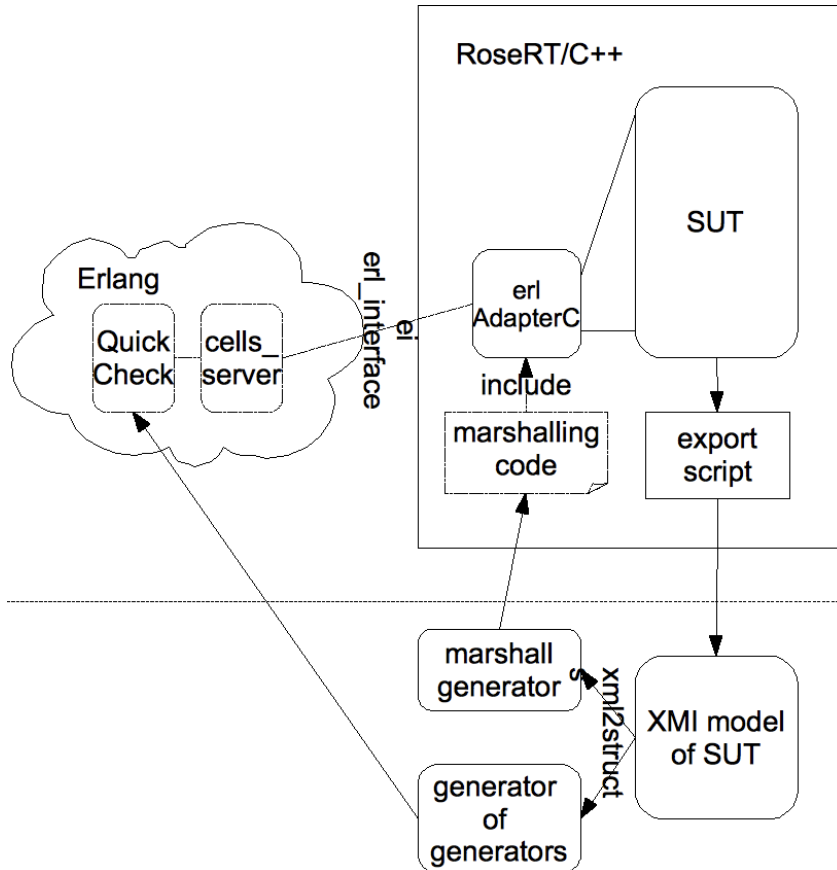 RoseRT/C++
SUT
Erlang
Quick
Check
cells_
server
erl_interface
ei
erl
AdapterC
include
marshalling
code
export
script
marshall
generator
xml2struct
s
XMI model
of SUT
generator
of
generators